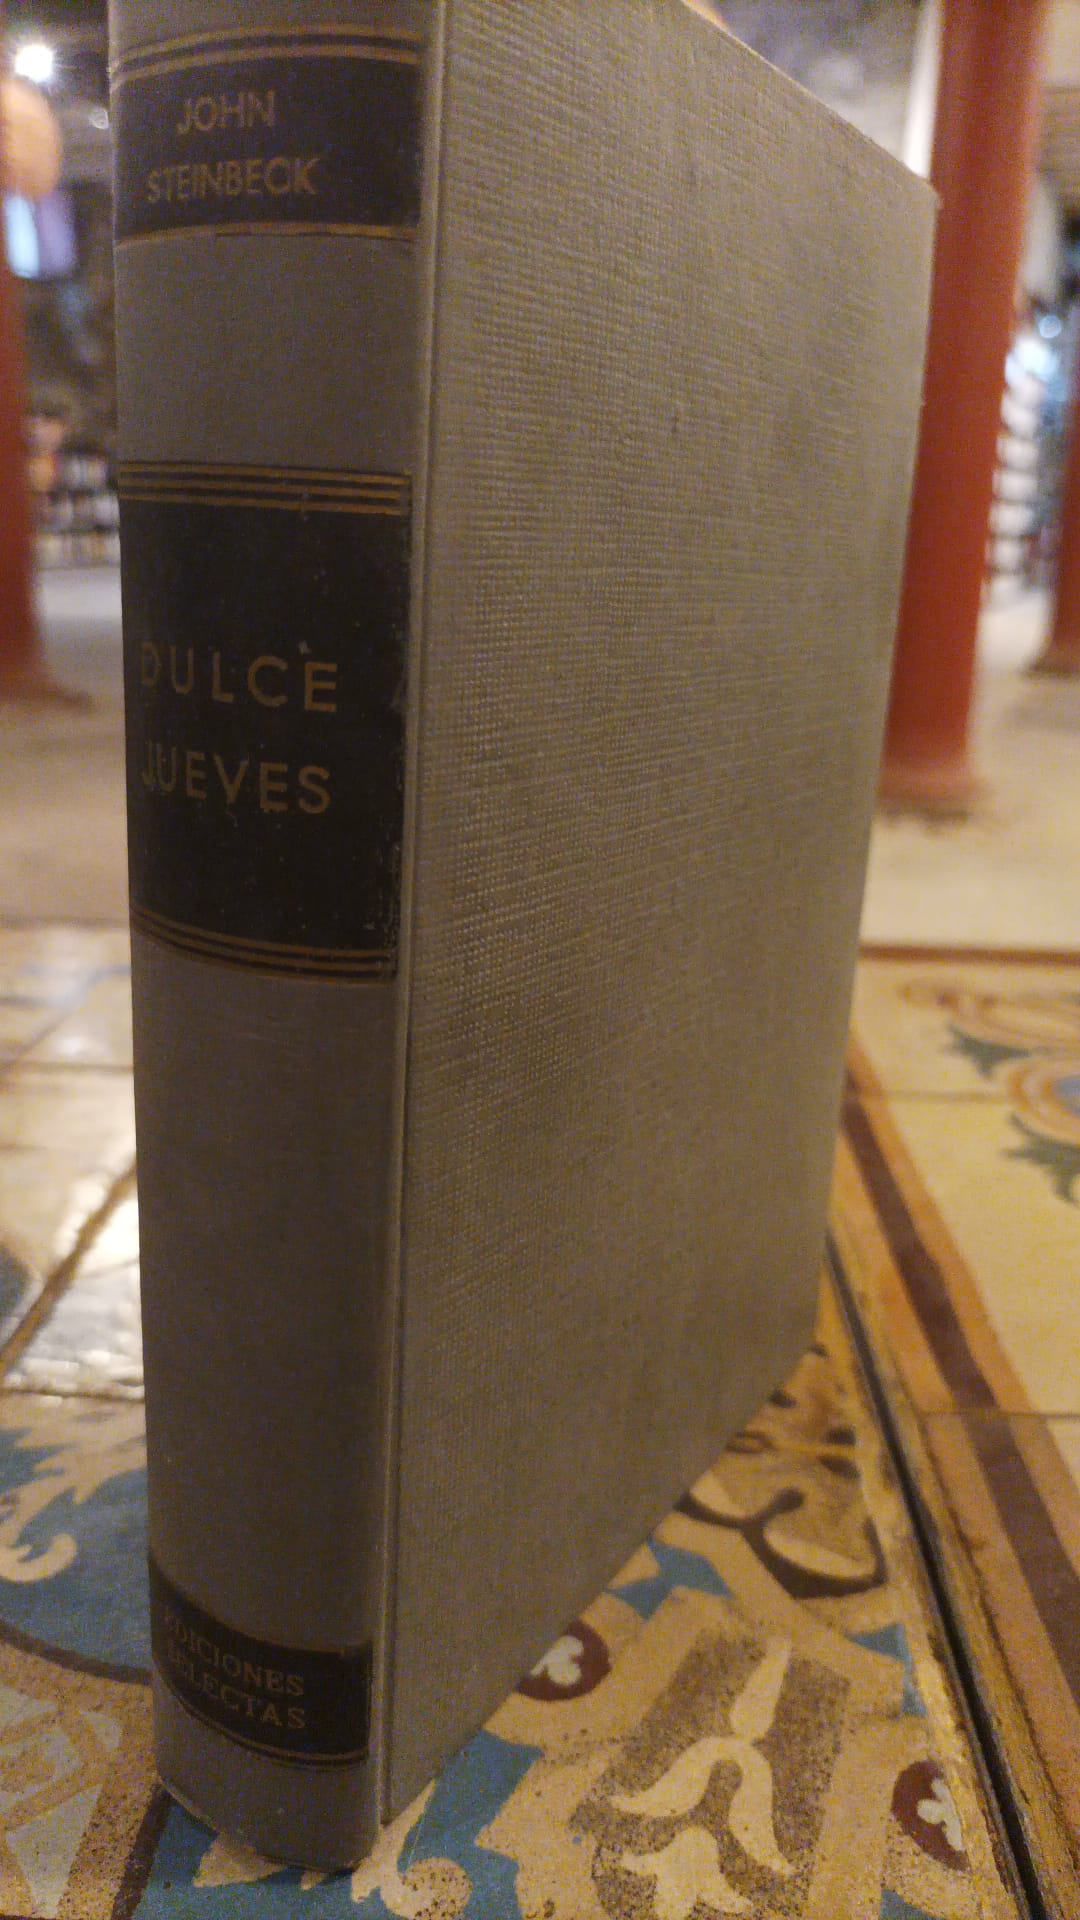 JOHN
STEINBECK
DULCE
JUEVES
EDICIONES
SELECTAS